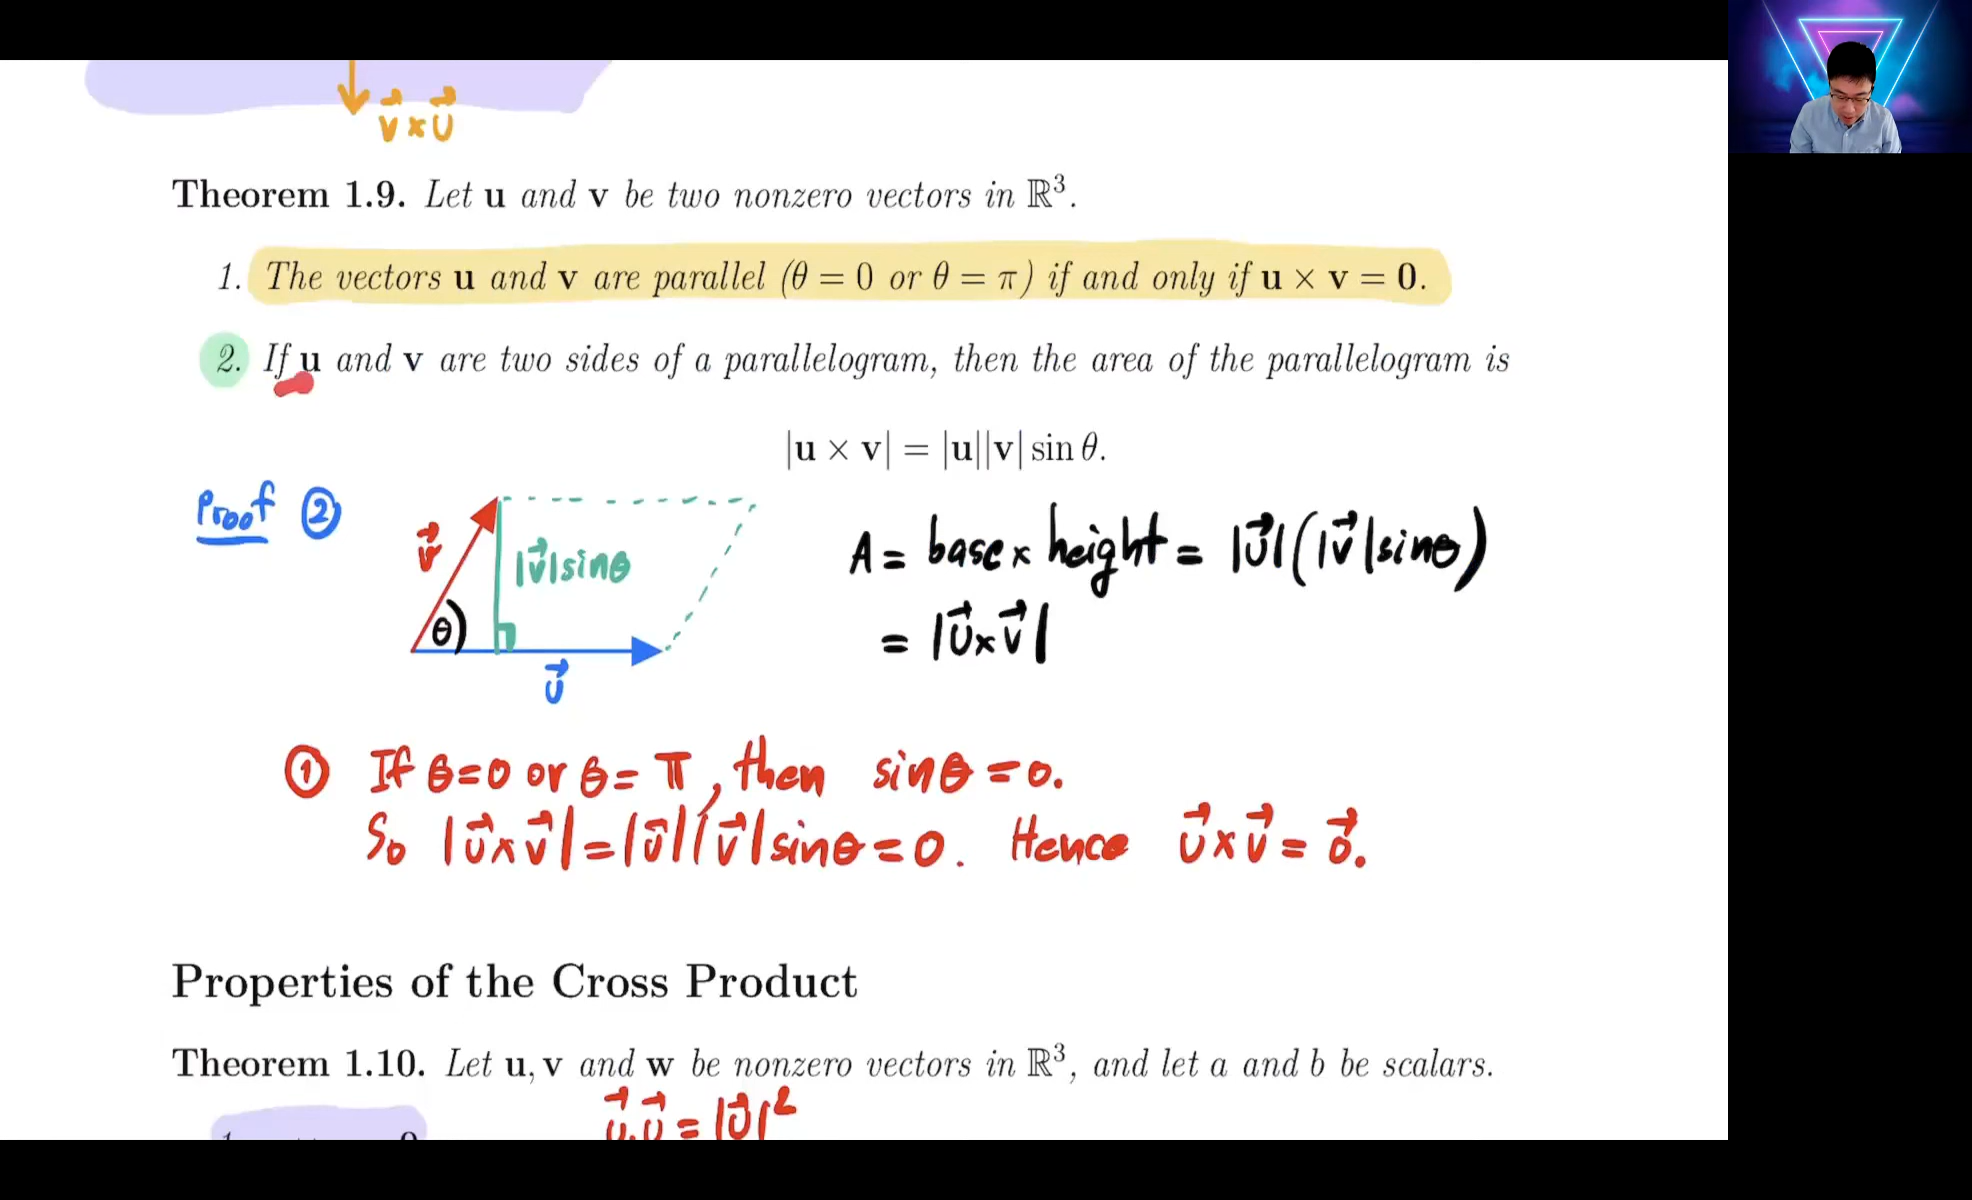 v⃗ × u⃗
Theorem 1.9. Let u and v be two nonzero vectors in ℝ³.
1. The vectors u and v are parallel (θ = 0 or θ = π) if and only if u × v = 0.
2. If u and v are two sides of a parallelogram, then the area of the parallelogram is
|u × v| = |u||v| sin θ.
Proof ②
v⃗
|v⃗|sinθ
θ
u⃗
A = base × height = |u⃗|(|v⃗|sinθ)
= |u⃗×v⃗|
① If θ=0 or θ=π, then sinθ=0.
So |u⃗×v⃗|=|u⃗||v⃗|sinθ=0. Hence u⃗×v⃗=0⃗.
Properties of the Cross Product
Theorem 1.10. Let u, v and w be nonzero vectors in ℝ³, and let a and b be scalars.
u⃗·u⃗ = |u⃗|²